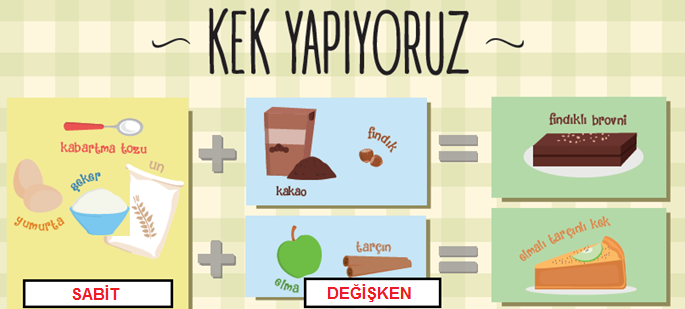 ~ KEK YAPIYORUZ ~
kabartma tozu
un
şeker
yumurta
SABİT
+
fındık
kakao
=
fındıklı brovni
+
elma
tarçın
DEĞİŞKEN
=
elmalı tarçınlı kek